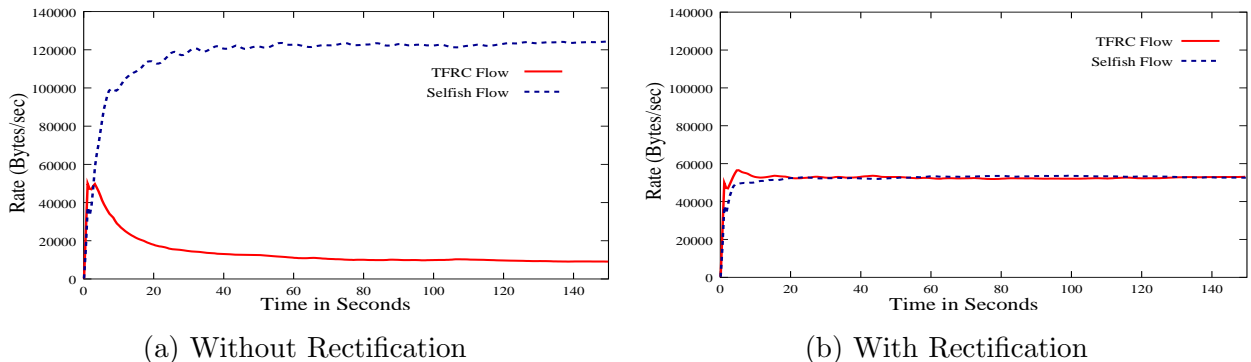 140000
120000
100000
80000
60000
40000
20000
0
Rate (Bytes/sec)
TFRC Flow
Selfish Flow
0 20 40 60 80 100 120 140
Time in Seconds
(a) Without Rectification
140000
120000
100000
80000
60000
40000
20000
0
Rate (Bytes/sec)
TFRC Flow
Selfish Flow
0 20 40 60 80 100 120 140
Time in Seconds
(b) With Rectification